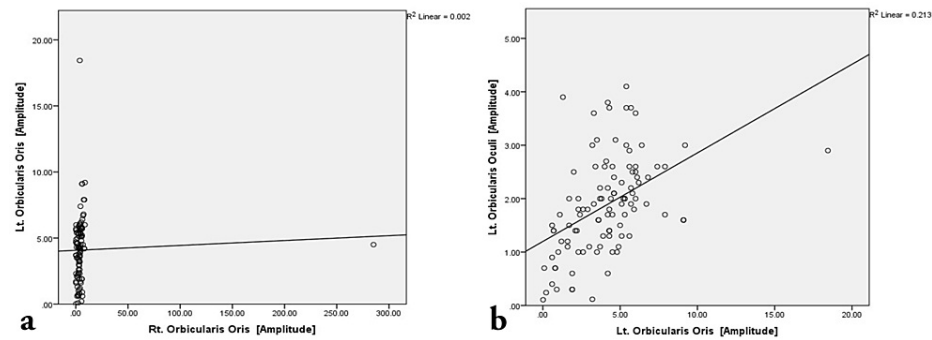 R² Linear = 0.002
20.00
15.00
10.00
5.00
.00
Lt. Orbicularis Oris [Amplitude]
.00 50.00 100.00 150.00 200.00 250.00 300.00
Rt. Orbicularis Oris [Amplitude]
a
R² Linear = 0.213
5.00
4.00
3.00
2.00
1.00
.00
Lt. Orbicularis Oculi [Amplitude]
.00 5.00 10.00 15.00 20.00
Lt. Orbicularis Oris [Amplitude]
b